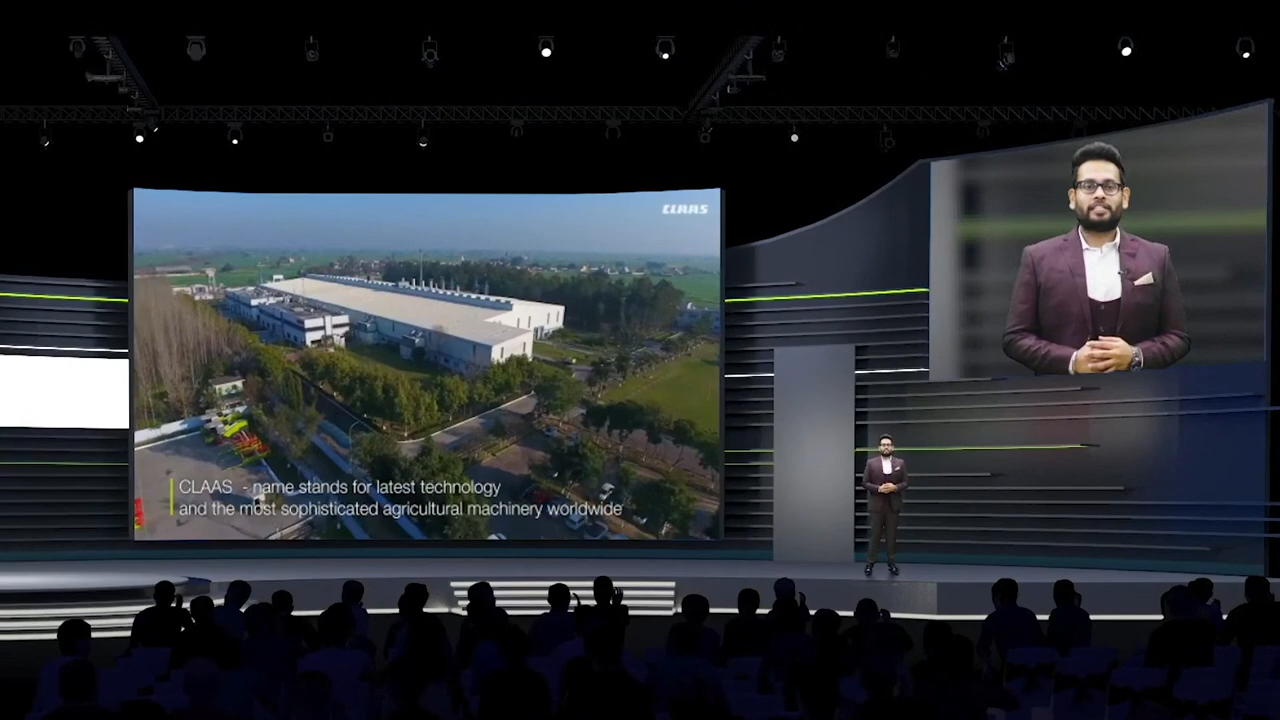 CLAAS
CLAAS - name stands for latest technology
and the most sophisticated agricultural machinery worldwide